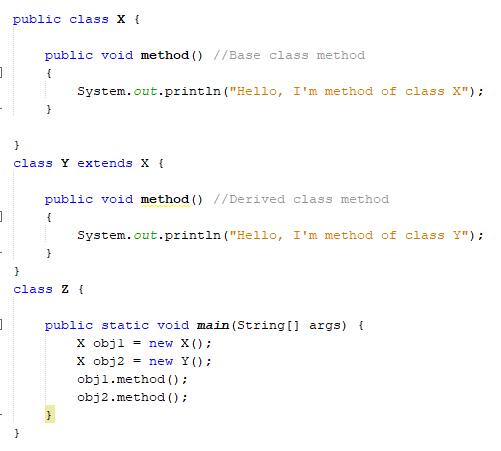 public class X {
public void method() //Base class method
{
System.out.println("Hello, I'm method of class X");
}
}
class Y extends X {
public void method() //Derived class method
{
System.out.println("Hello, I'm method of class Y");
}
}
class Z {
public static void main(String[] args) {
X obj1 = new X();
X obj2 = new Y();
obj1.method();
obj2.method();
}
}